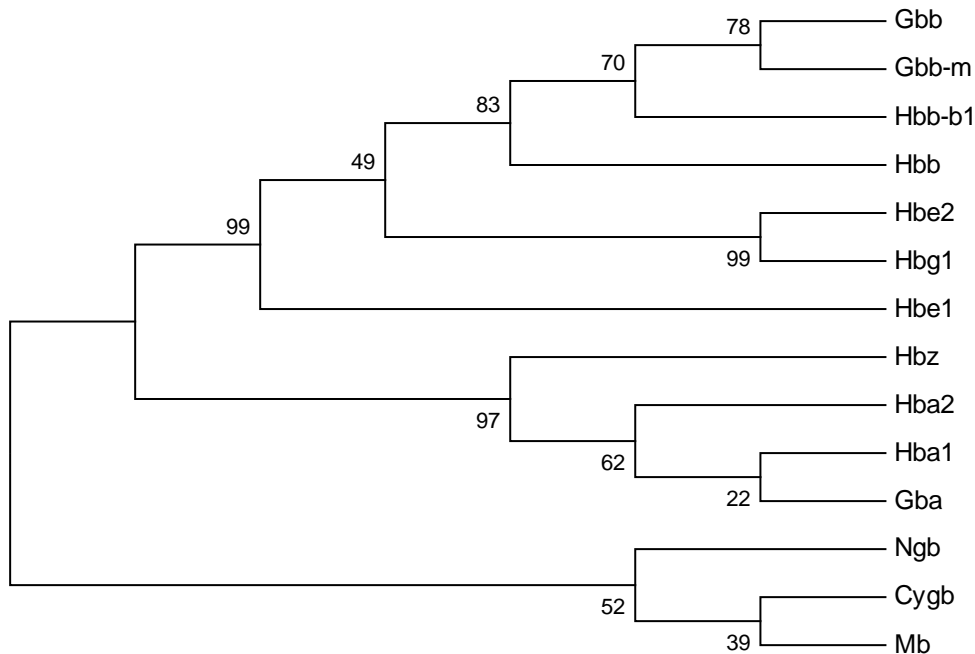 78
Gbb
70
Gbb-m
83
Hbb-b1
49
Hbb
99
Hbe2
99
Hbg1
Hbe1
Hbz
97
Hba2
62
Hba1
22
Gba
Ngb
52
Cygb
39
Mb